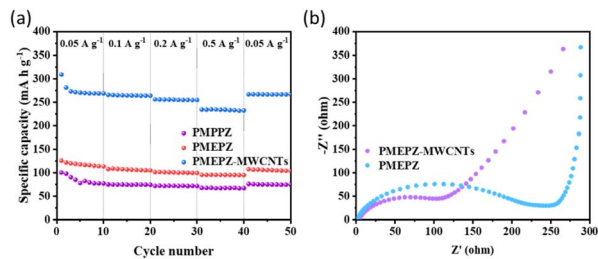 (a)
(b)
0.05 A g⁻¹ 0.1 A g⁻¹ 0.2 A g⁻¹ 0.5 A g⁻¹ 0.05 A g⁻¹
Specific capacity (mA h g⁻¹)
400
350
300
250
200
150
100
50
0
PMPPZ
PMEPZ
PMEPZ-MWCNTs
0 10 20 30 40 50
Cycle number
-Z'' (ohm)
400
350
300
250
200
150
100
50
0
PMEPZ-MWCNTs
PMEPZ
0 50 100 150 200 250 300
Z' (ohm)